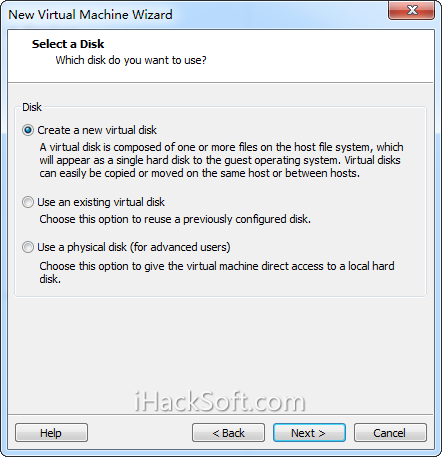 New Virtual Machine Wizard
Select a Disk
Which disk do you want to use?
Disk
Create a new virtual disk
A virtual disk is composed of one or more files on the host file system, which
will appear as a single hard disk to the guest operating system. Virtual disks
can easily be copied or moved on the same host or between hosts.
Use an existing virtual disk
Choose this option to reuse a previously configured disk.
Use a physical disk (for advanced users)
Choose this option to give the virtual machine direct access to a local hard
disk.
iHackSoft.com
Help
< Back
Next >
Cancel